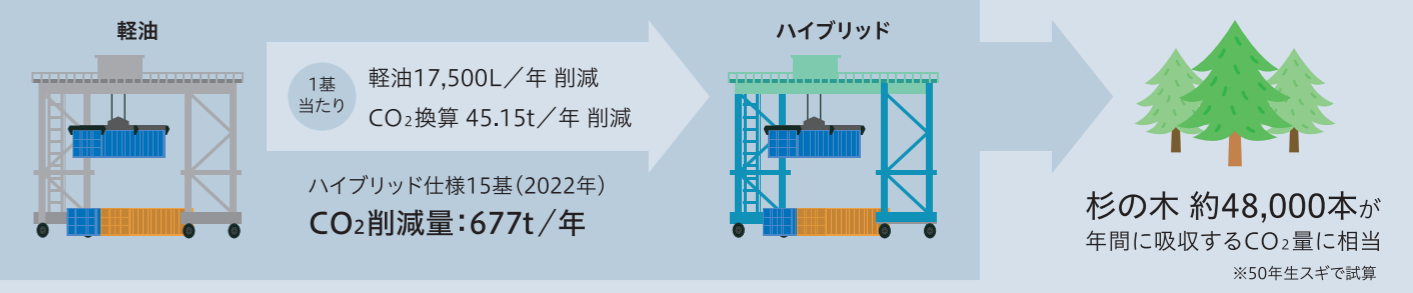 軽油
1基
当たり
軽油17,500L／年 削減
CO₂換算 45.15t／年 削減
ハイブリッド仕様15基（2022年）
CO₂削減量：677t／年
ハイブリッド
杉の木 約48,000本が
年間に吸収するCO₂量に相当
※50年生スギで試算